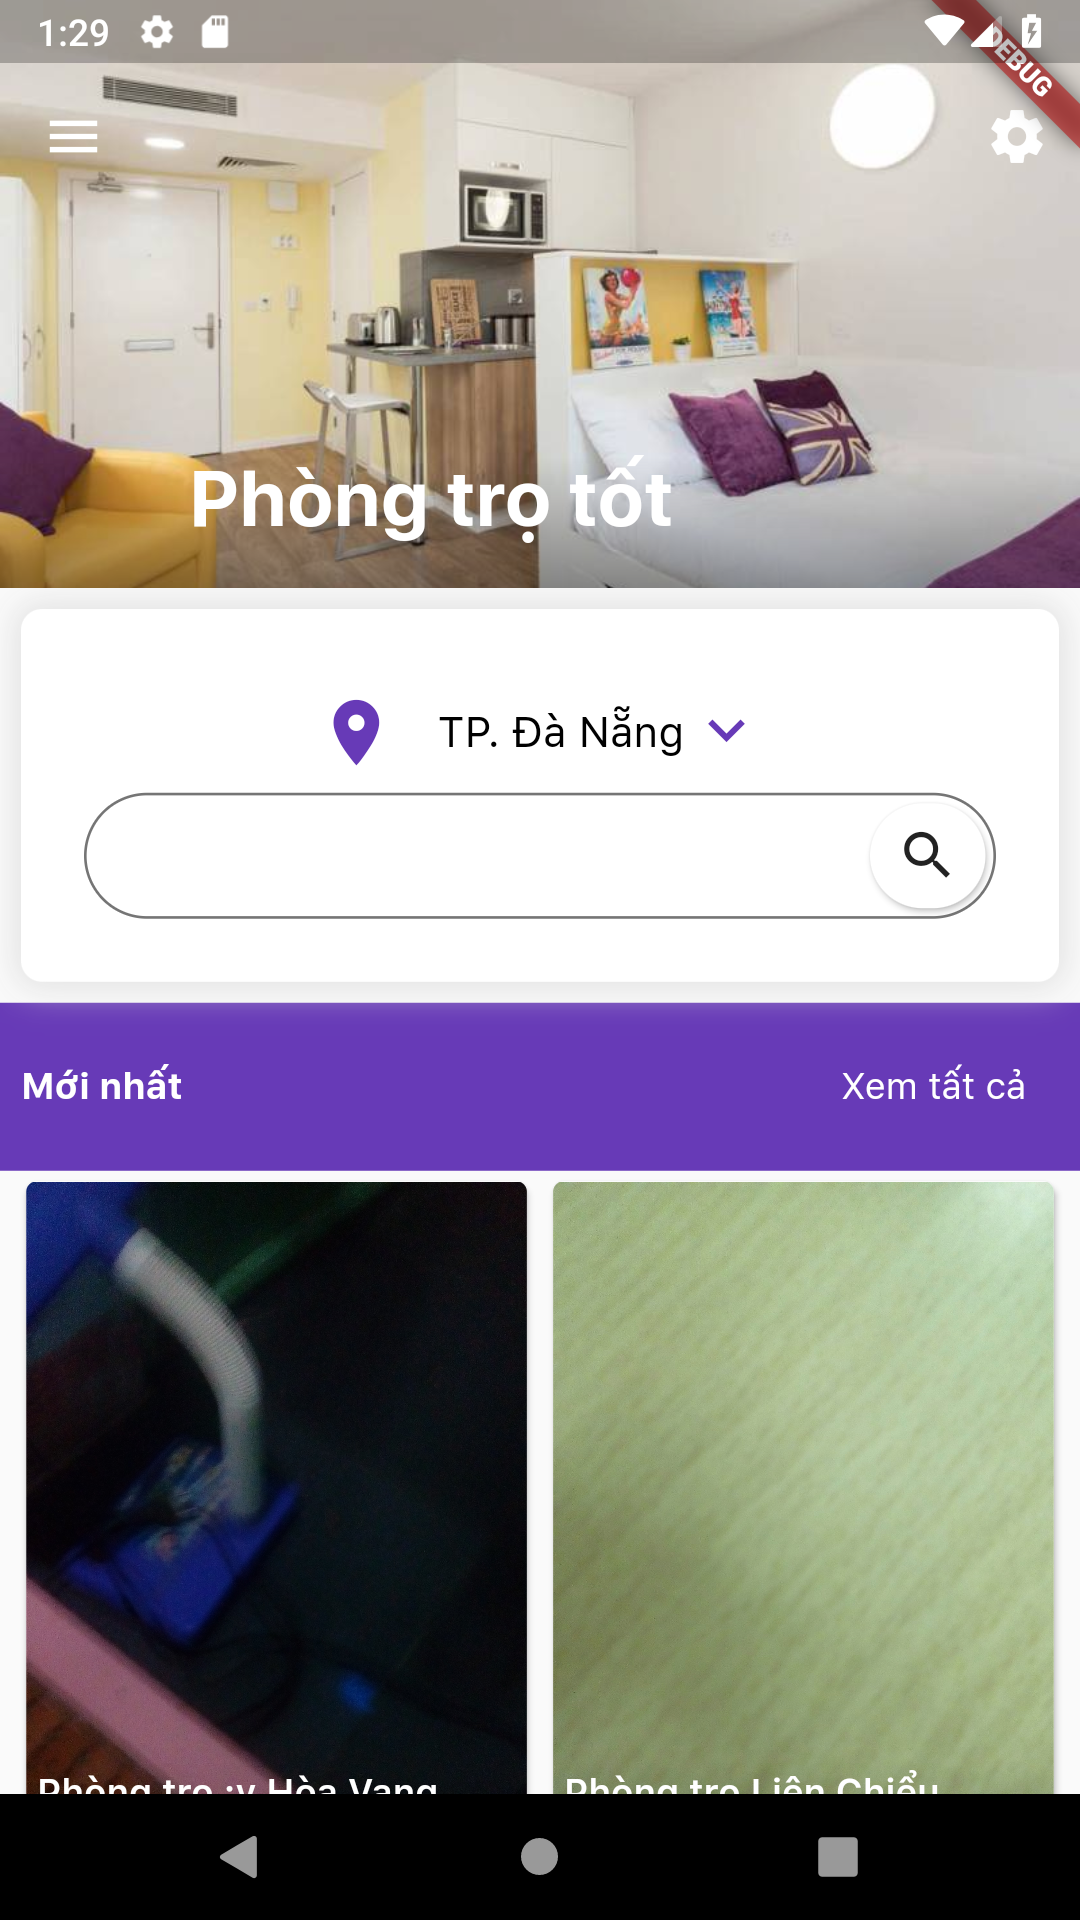 1:29
DEBUG
Phòng trọ tốt
TP. Đà Nẵng
Mới nhất
Xem tất cả
Phòng trọ :v Hòa Vang
Phòng trọ Liên Chiểu